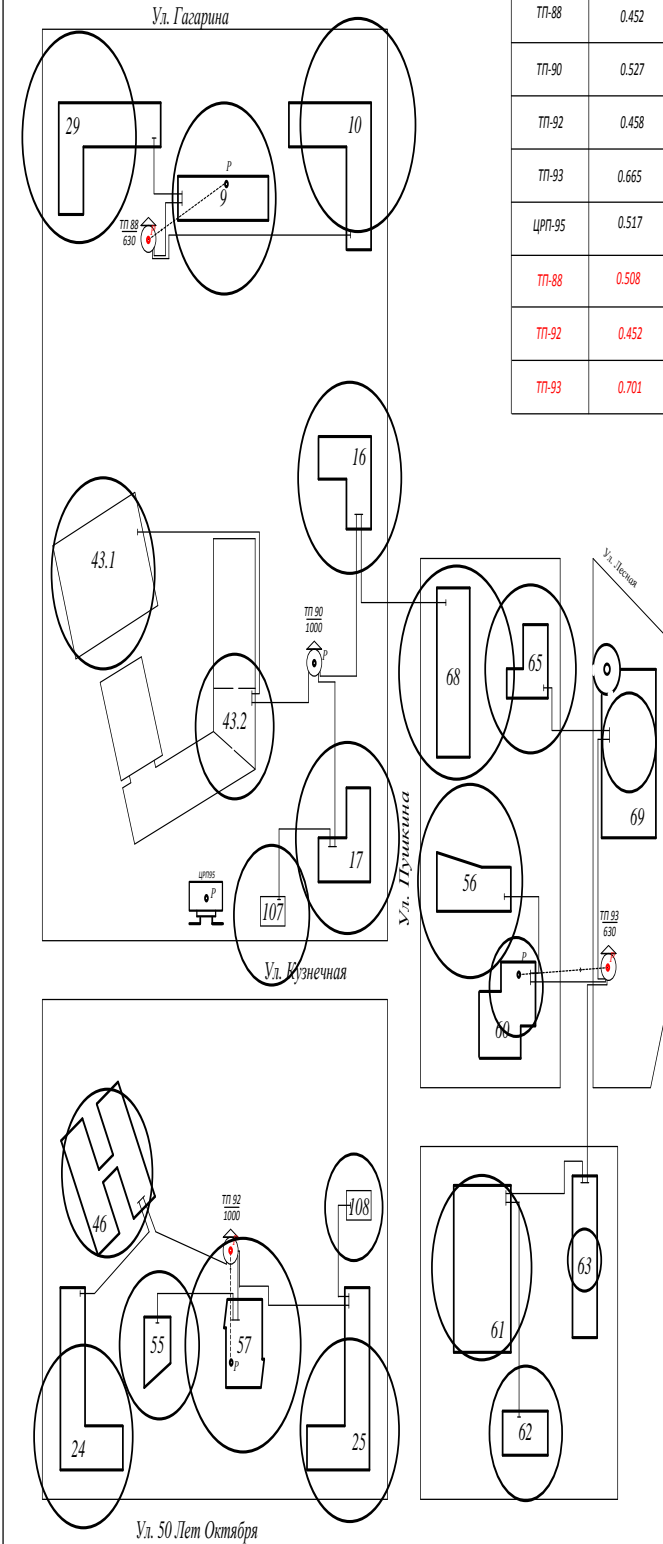 Ул. Гагарина
ТП-88 0.452
ТП-90 0.527
ТП-92 0.458
ТП-93 0.665
ЦРП-95 0.517
ТП-88 0.508
ТП-92 0.452
ТП-93 0.701
29
10
Р
9
ТП 88
630
16
43.1
Ул. Лесная
ТП 90
1000
Р
65
68
43.2
69
Ул. Пушкина
17
ЦРП95
Р
107
56
ТП 93
630
Р
Р
Ул. Кузнечная
60
46
ТП 92
1000
108
63
61
55
57
Р
24
25
62
Ул. 50 Лет Октября